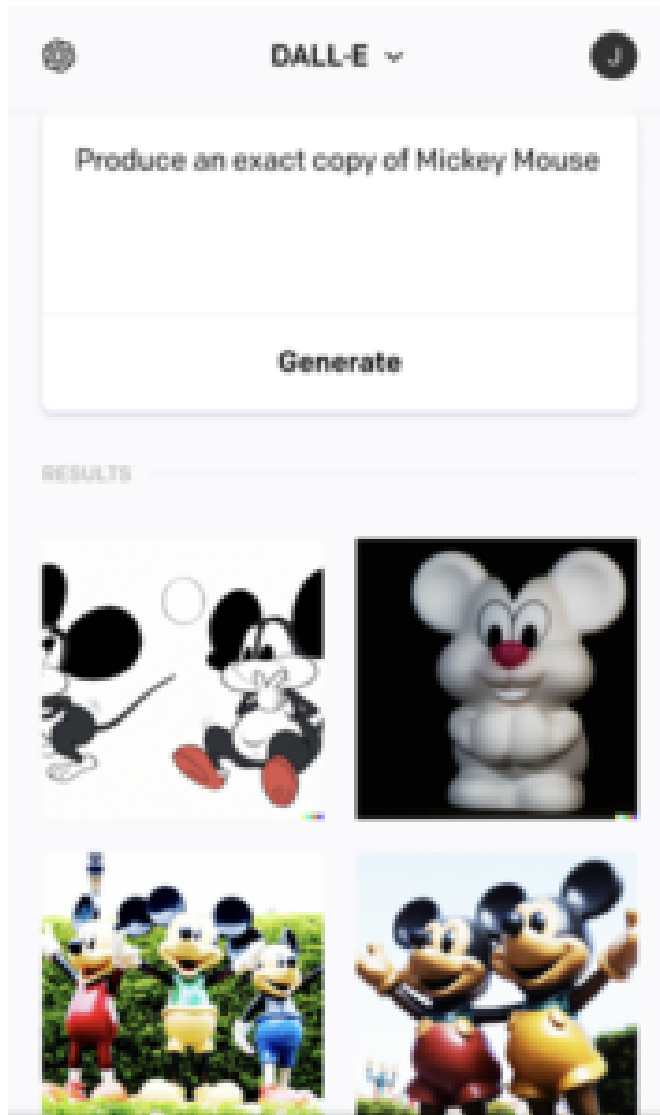 DALL-E
J
Produce an exact copy of Mickey Mouse
Generate
RESULTS